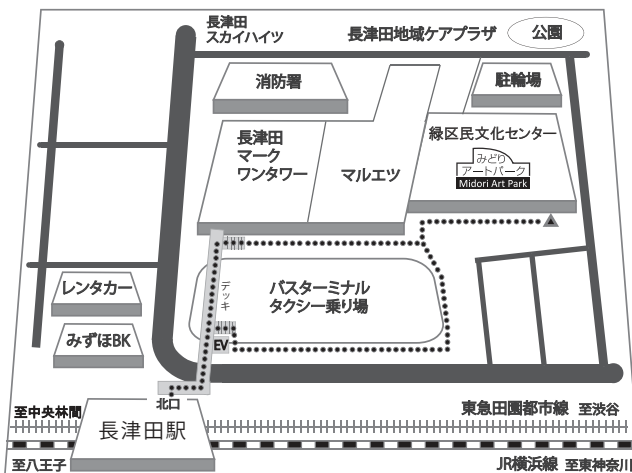 長津田
スカイハイツ
長津田地域ケアプラザ
公園
消防署
駐輪場
長津田
マーク
ワンタワー
マルエツ
緑区民文化センター
みどり
アートパーク
Midori Art Park
デッキ
バスターミナル
タクシー乗り場
レンタカー
みずほBK
EV
北口
至中央林間
東急田園都市線 至渋谷
長津田駅
至八王子
JR横浜線 至東神奈川